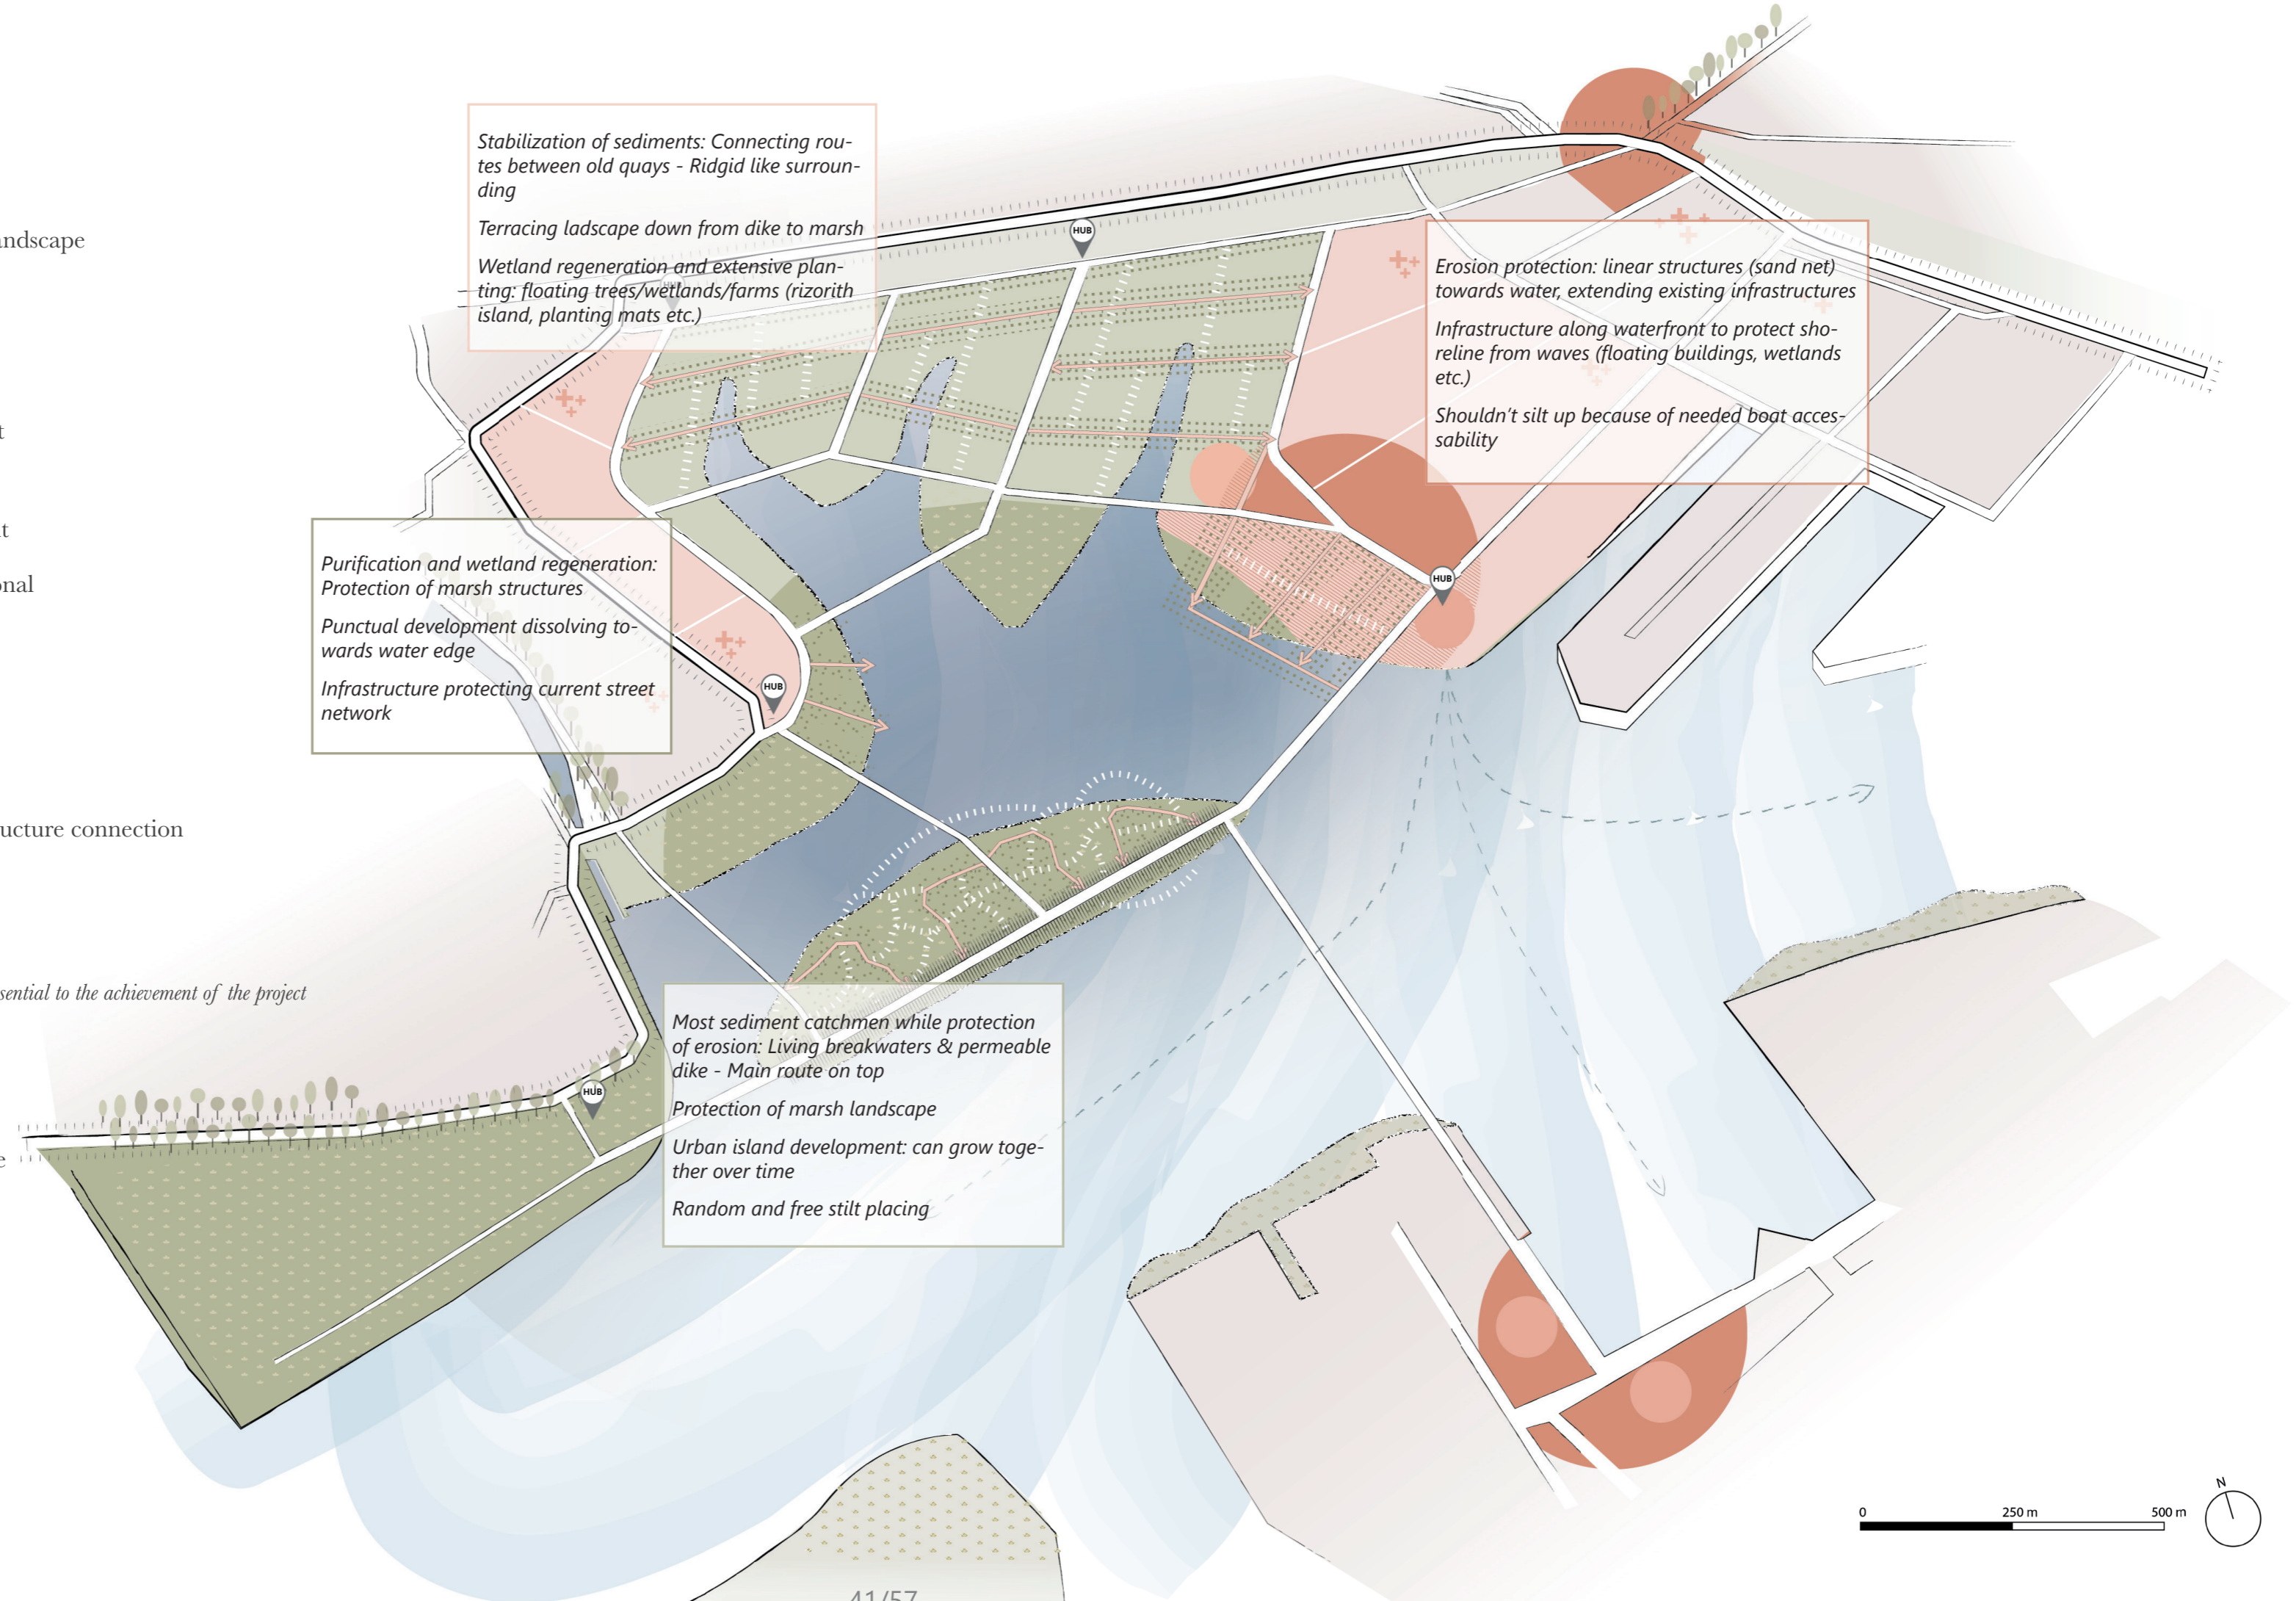 Stabilization of sediments: Connecting rou-
tes between old quays - Ridgid like surroun-
ding
Terracing ladscape down from dike to marsh
Wetland regeneration and extensive plan-
ting: floating trees/wetlands/farms (rizorith
island, planting mats etc.)
HUB
HUB
Erosion protection: linear structures (sand net)
towards water, extending existing infrastructures
Infrastructure along waterfront to protect sho-
reline from waves (floating buildings, wetlands
etc.)
Shouldn't silt up because of needed boat acces-
sability
andscape
t
t
onal
Purification and wetland regeneration:
Protection of marsh structures
Punctual development dissolving to-
wards water edge
Infrastructure protecting current street
network
HUB
HUB
ucture connection
sential to the achievement of the project
Most sediment catchmen while protection
of erosion: Living breakwaters & permeable
dike - Main route on top
Protection of marsh landscape
Urban island development: can grow toge-
ther over time
Random and free stilt placing
HUB
e
N
0 250 m 500 m
41/57